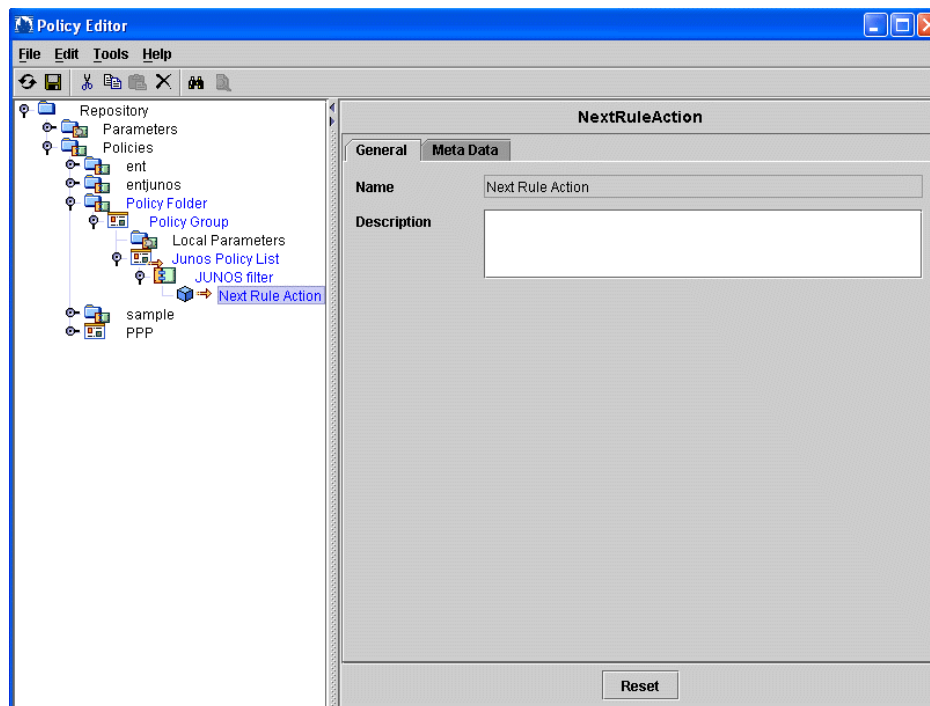 Policy Editor
File Edit Tools Help
Repository
Parameters
Policies
ent
entjunos
Policy Folder
Policy Group
Local Parameters
Junos Policy List
JUNOS filter
Next Rule Action
sample
PPP
NextRuleAction
General Meta Data
Name Next Rule Action
Description
Reset